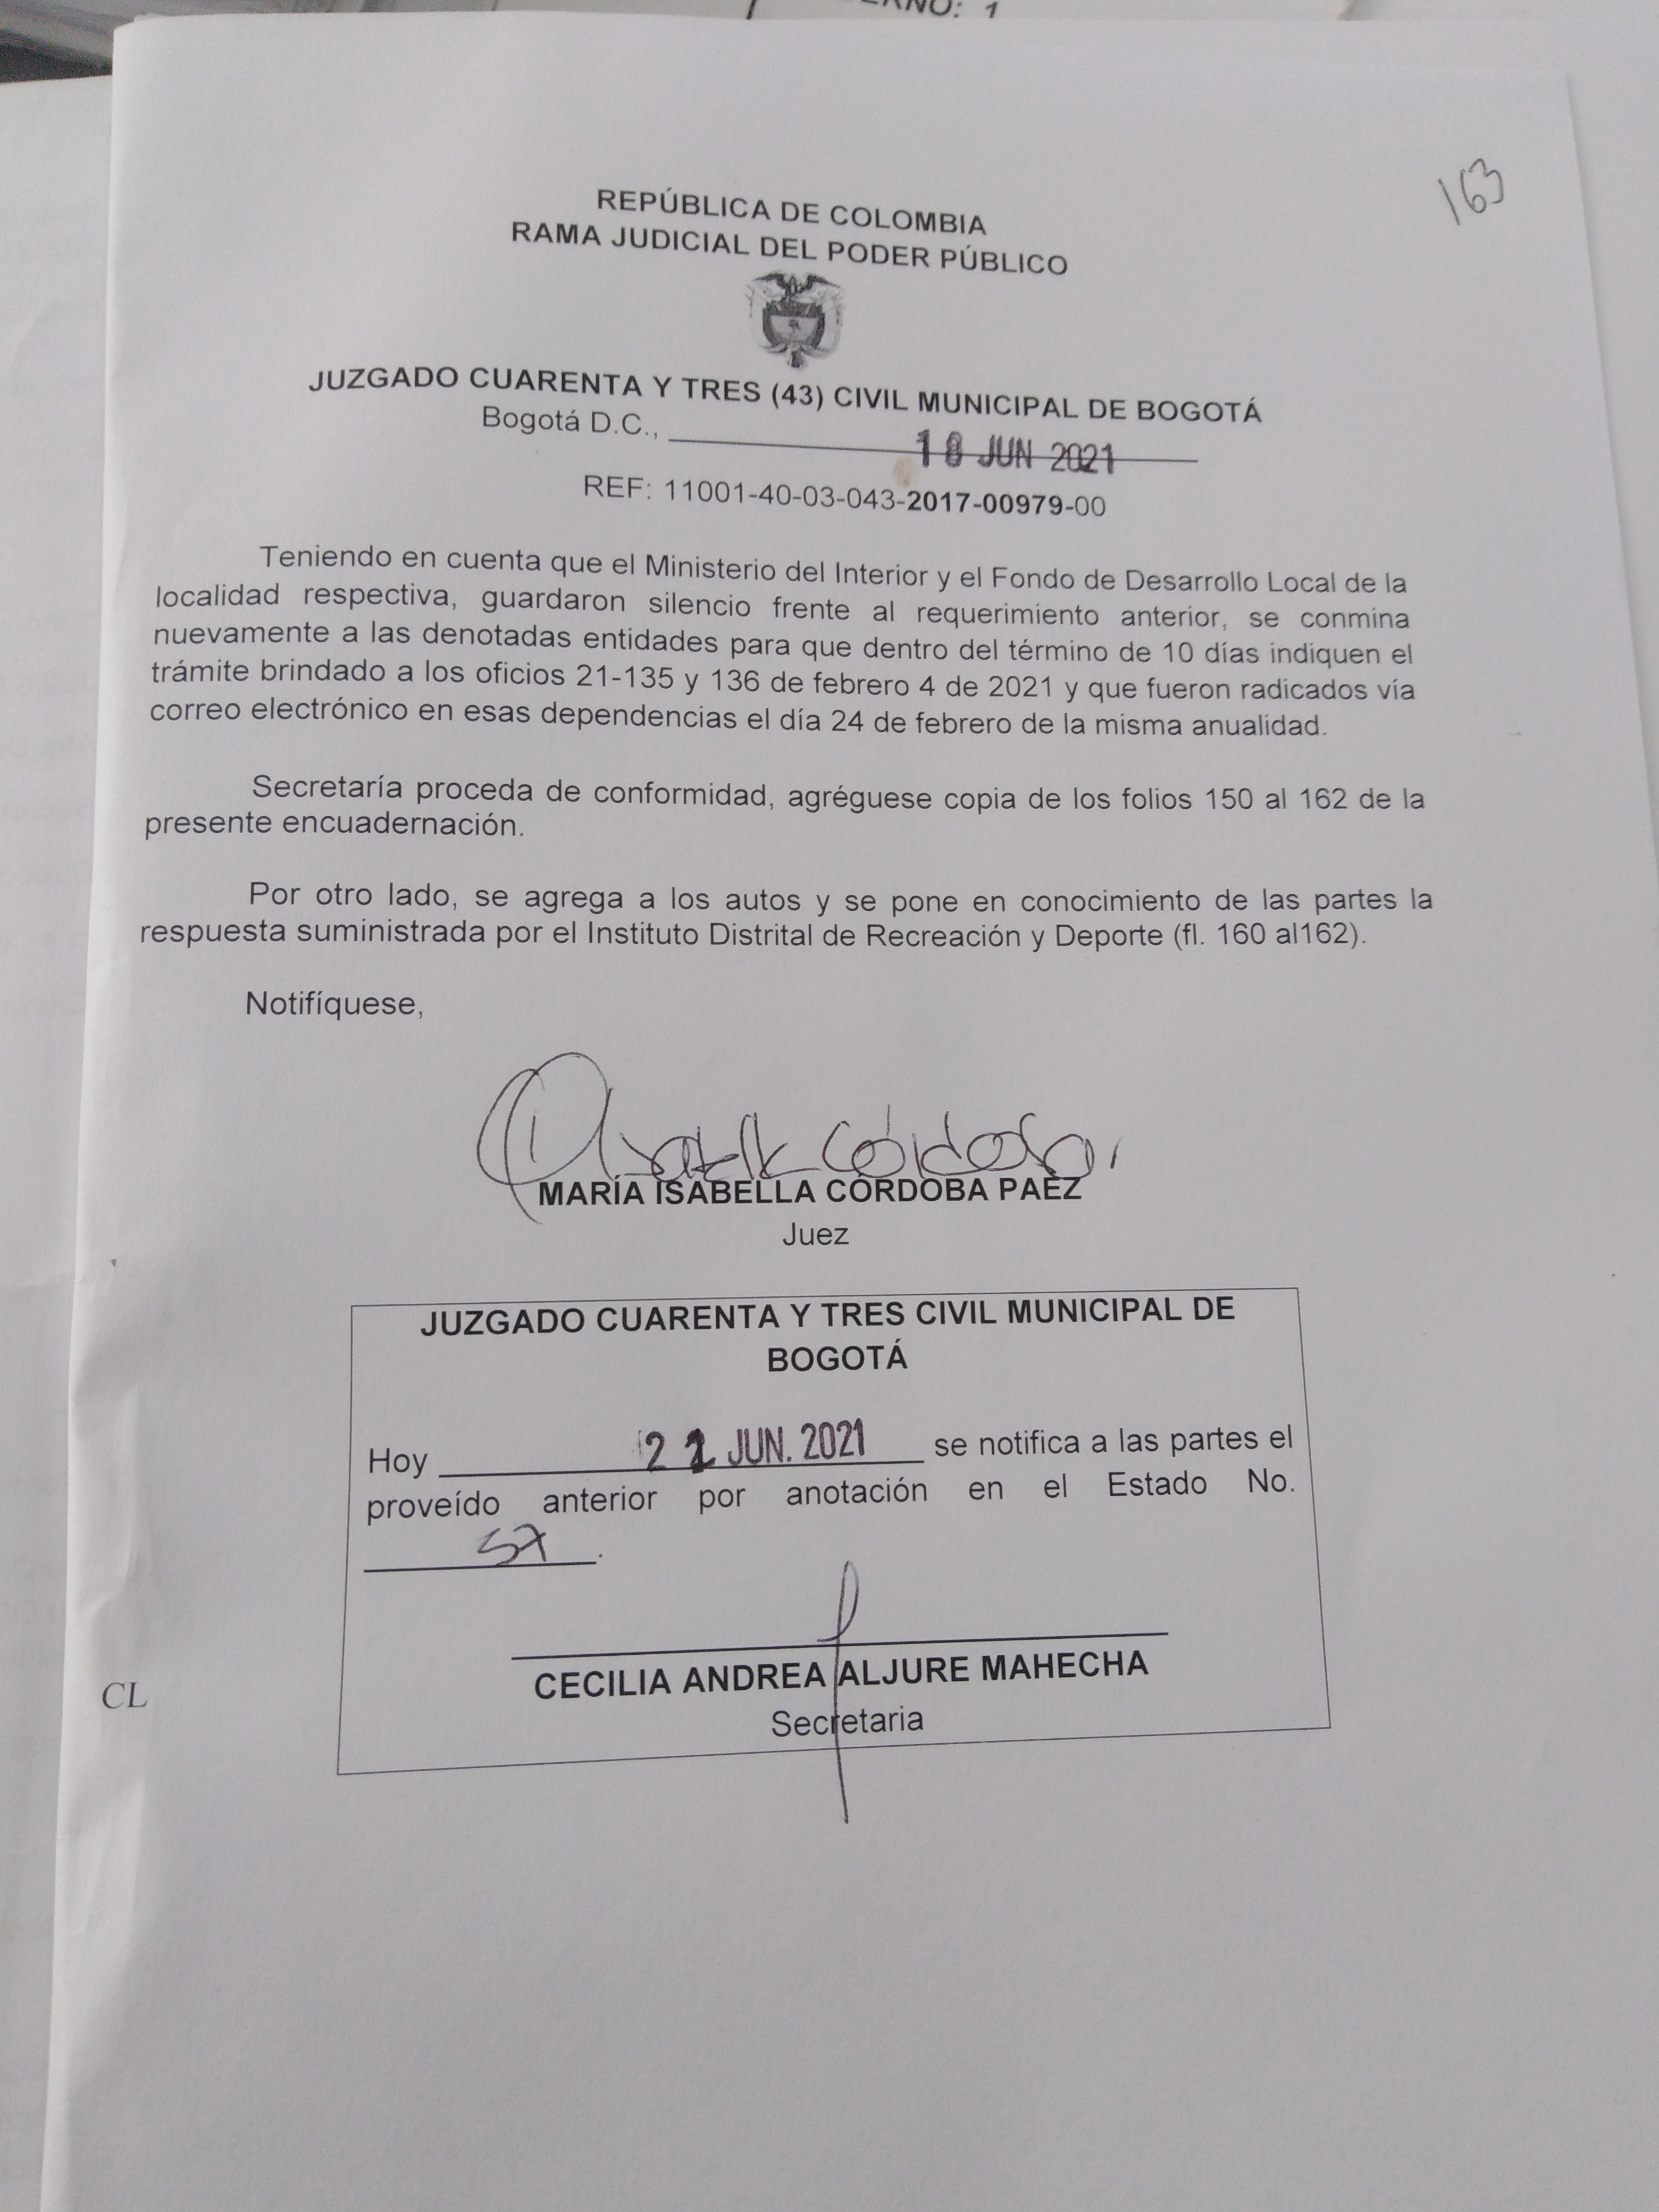 ERNO: 1
163
REPÚBLICA DE COLOMBIA
RAMA JUDICIAL DEL PODER PÚBLICO
JUZGADO CUARENTA Y TRES (43) CIVIL MUNICIPAL DE BOGOTÁ
Bogotá D.C., 18 JUN 2021
REF: 11001-40-03-043-2017-00979-00
Teniendo en cuenta que el Ministerio del Interior y el Fondo de Desarrollo Local de la
localidad respectiva, guardaron silencio frente al requerimiento anterior, se conmina
nuevamente a las denotadas entidades para que dentro del término de 10 días indiquen el
trámite brindado a los oficios 21-135 y 136 de febrero 4 de 2021 y que fueron radicados vía
correo electrónico en esas dependencias el día 24 de febrero de la misma anualidad.
Secretaría proceda de conformidad, agréguese copia de los folios 150 al 162 de la
presente encuadernación.
Por otro lado, se agrega a los autos y se pone en conocimiento de las partes la
respuesta suministrada por el Instituto Distrital de Recreación y Deporte (fl. 160 al162).
Notifíquese,
MARÍA ISABELLA CÓRDOBA PAÉZ
Juez
JUZGADO CUARENTA Y TRES CIVIL MUNICIPAL DE
BOGOTÁ
Hoy JUN. 2021 se notifica a las partes el
proveído anterior por anotación en el Estado No.
57.
CECILIA ANDREA ALJURE MAHECHA
Secretaria
CL